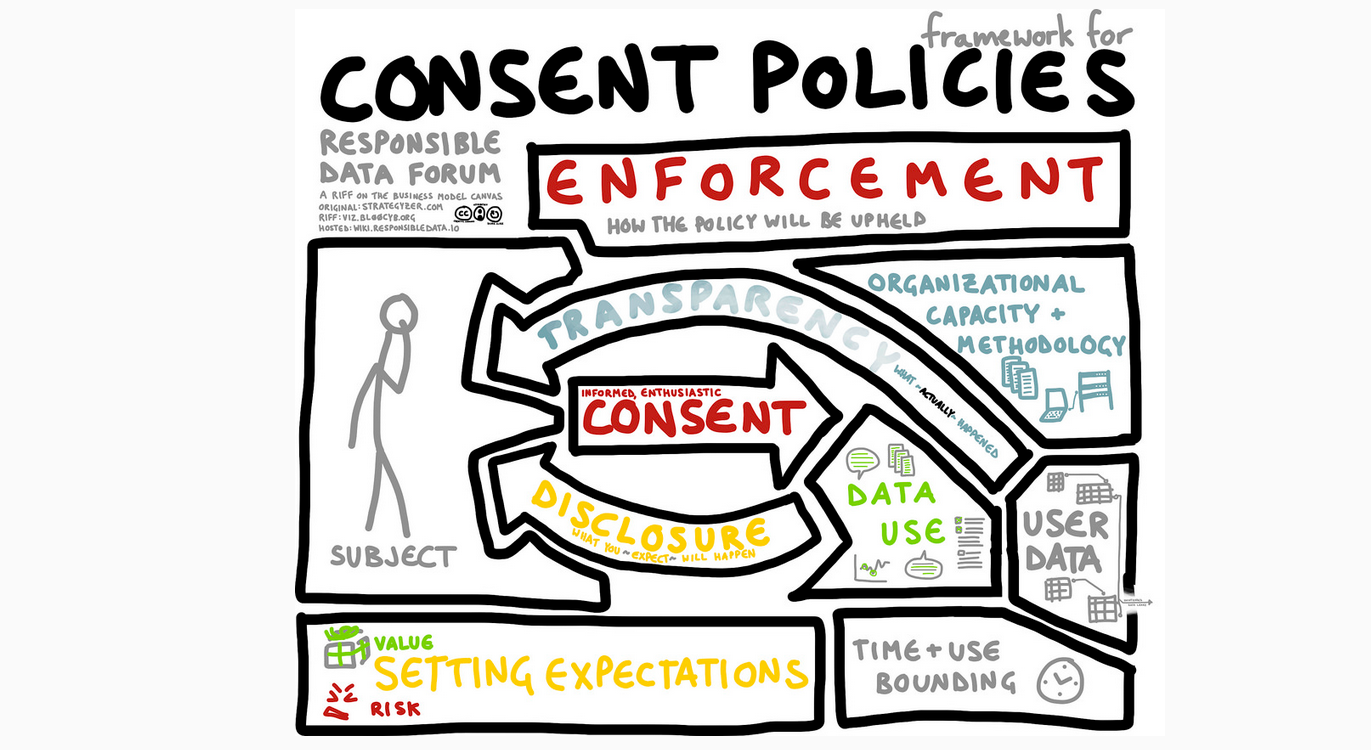 framework for
CONSENT POLICIES
RESPONSIBLE
DATA FORUM
A RIFF ON THE BUSINESS MODEL CANVAS
ORIGINAL: STRATEGYZER.COM
RIFF: VIZ.BL00CYB.ORG
HOSTED: WIKI.RESPONSIBLEDATA.IO
cc
ENFORCEMENT
HOW THE POLICY WILL BE UPHELD
ORGANIZATIONAL
CAPACITY +
METHODOLOGY
TRANSPARENCY
WHAT ~ACTUALLY~ HAPPENED
INFORMED, ENTHUSIASTIC
CONSENT
DISCLOSURE
WHAT YOU ~EXPECT~ WILL HAPPEN
SUBJECT
DATA
USE
USER
DATA
VALUE
SETTING EXPECTATIONS
RISK
TIME + USE
BOUNDING